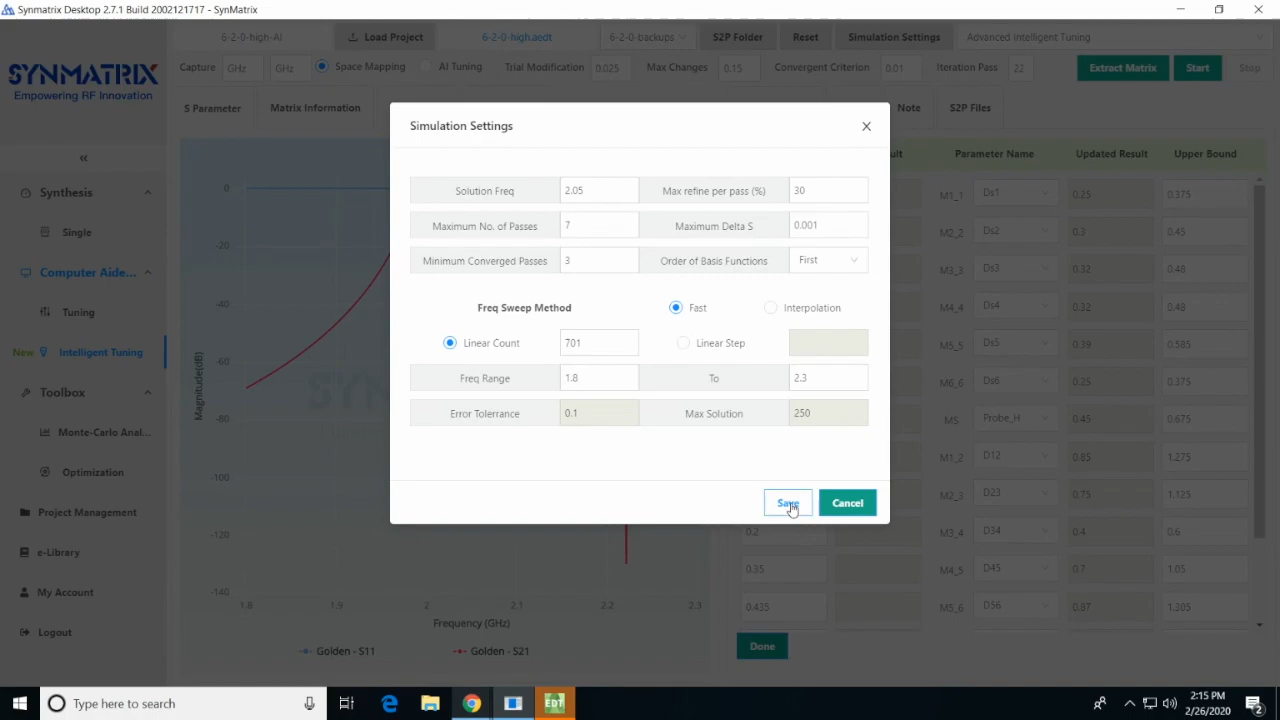 Synmatrix Desktop 2.7.1 Build 2002121717 - SynMatrix
6-2-0-high-AI
Load Project
6-2-0-high.aedt
6-2-0-backups
S2P Folder
Reset
Simulation Settings
Advanced Intelligent Tuning
SYNMATRIX
Empowering RF Innovation
Capture GHz GHz
Space Mapping
AI Tuning
Trial Modification 0.025
Max Changes 0.15
Convergent Criterion 0.01
Iteration Pass 22
Extract Matrix
Start
Stop
S Parameter
Matrix Information
Note
S2P Files
«
Synthesis
Single
Computer Aide...
Tuning
New Intelligent Tuning
Toolbox
Monte-Carlo Anal...
Optimization
Project Management
e-Library
My Account
Logout
Simulation Settings
Solution Freq 2.05 Max refine per pass (%) 30
Maximum No. of Passes 7 Maximum Delta S 0.001
Minimum Converged Passes 3 Order of Basis Functions First
Freq Sweep Method Fast Interpolation
Linear Count 701 Linear Step
Freq Range 1.8 To 2.3
Error Tolerrance 0.1 Max Solution 250
Save
Cancel
Magnitude(dB)
0
-20
-40
-60
-80
-100
-120
-140
1.8 1.9 2 2.1 2.2 2.3
Frequency (GHz)
Golden - S11 Golden - S21
Parameter Name Updated Result Upper Bound
M1_1 Ds1 0.25 0.375
M2_2 Ds2 0.3 0.45
M3_3 Ds3 0.32 0.48
M4_4 Ds4 0.32 0.48
M5_5 Ds5 0.39 0.585
M6_6 Ds6 0.25 0.375
MS Probe_H 0.45 0.675
M1_2 D12 0.85 1.275
M2_3 D23 0.75 1.125
0.2 M3_4 D34 0.4 0.6
0.35 M4_5 D45 0.7 1.05
0.435 M5_6 D56 0.87 1.305
Done
Type here to search
EDT
2:15 PM
2/26/2020
2